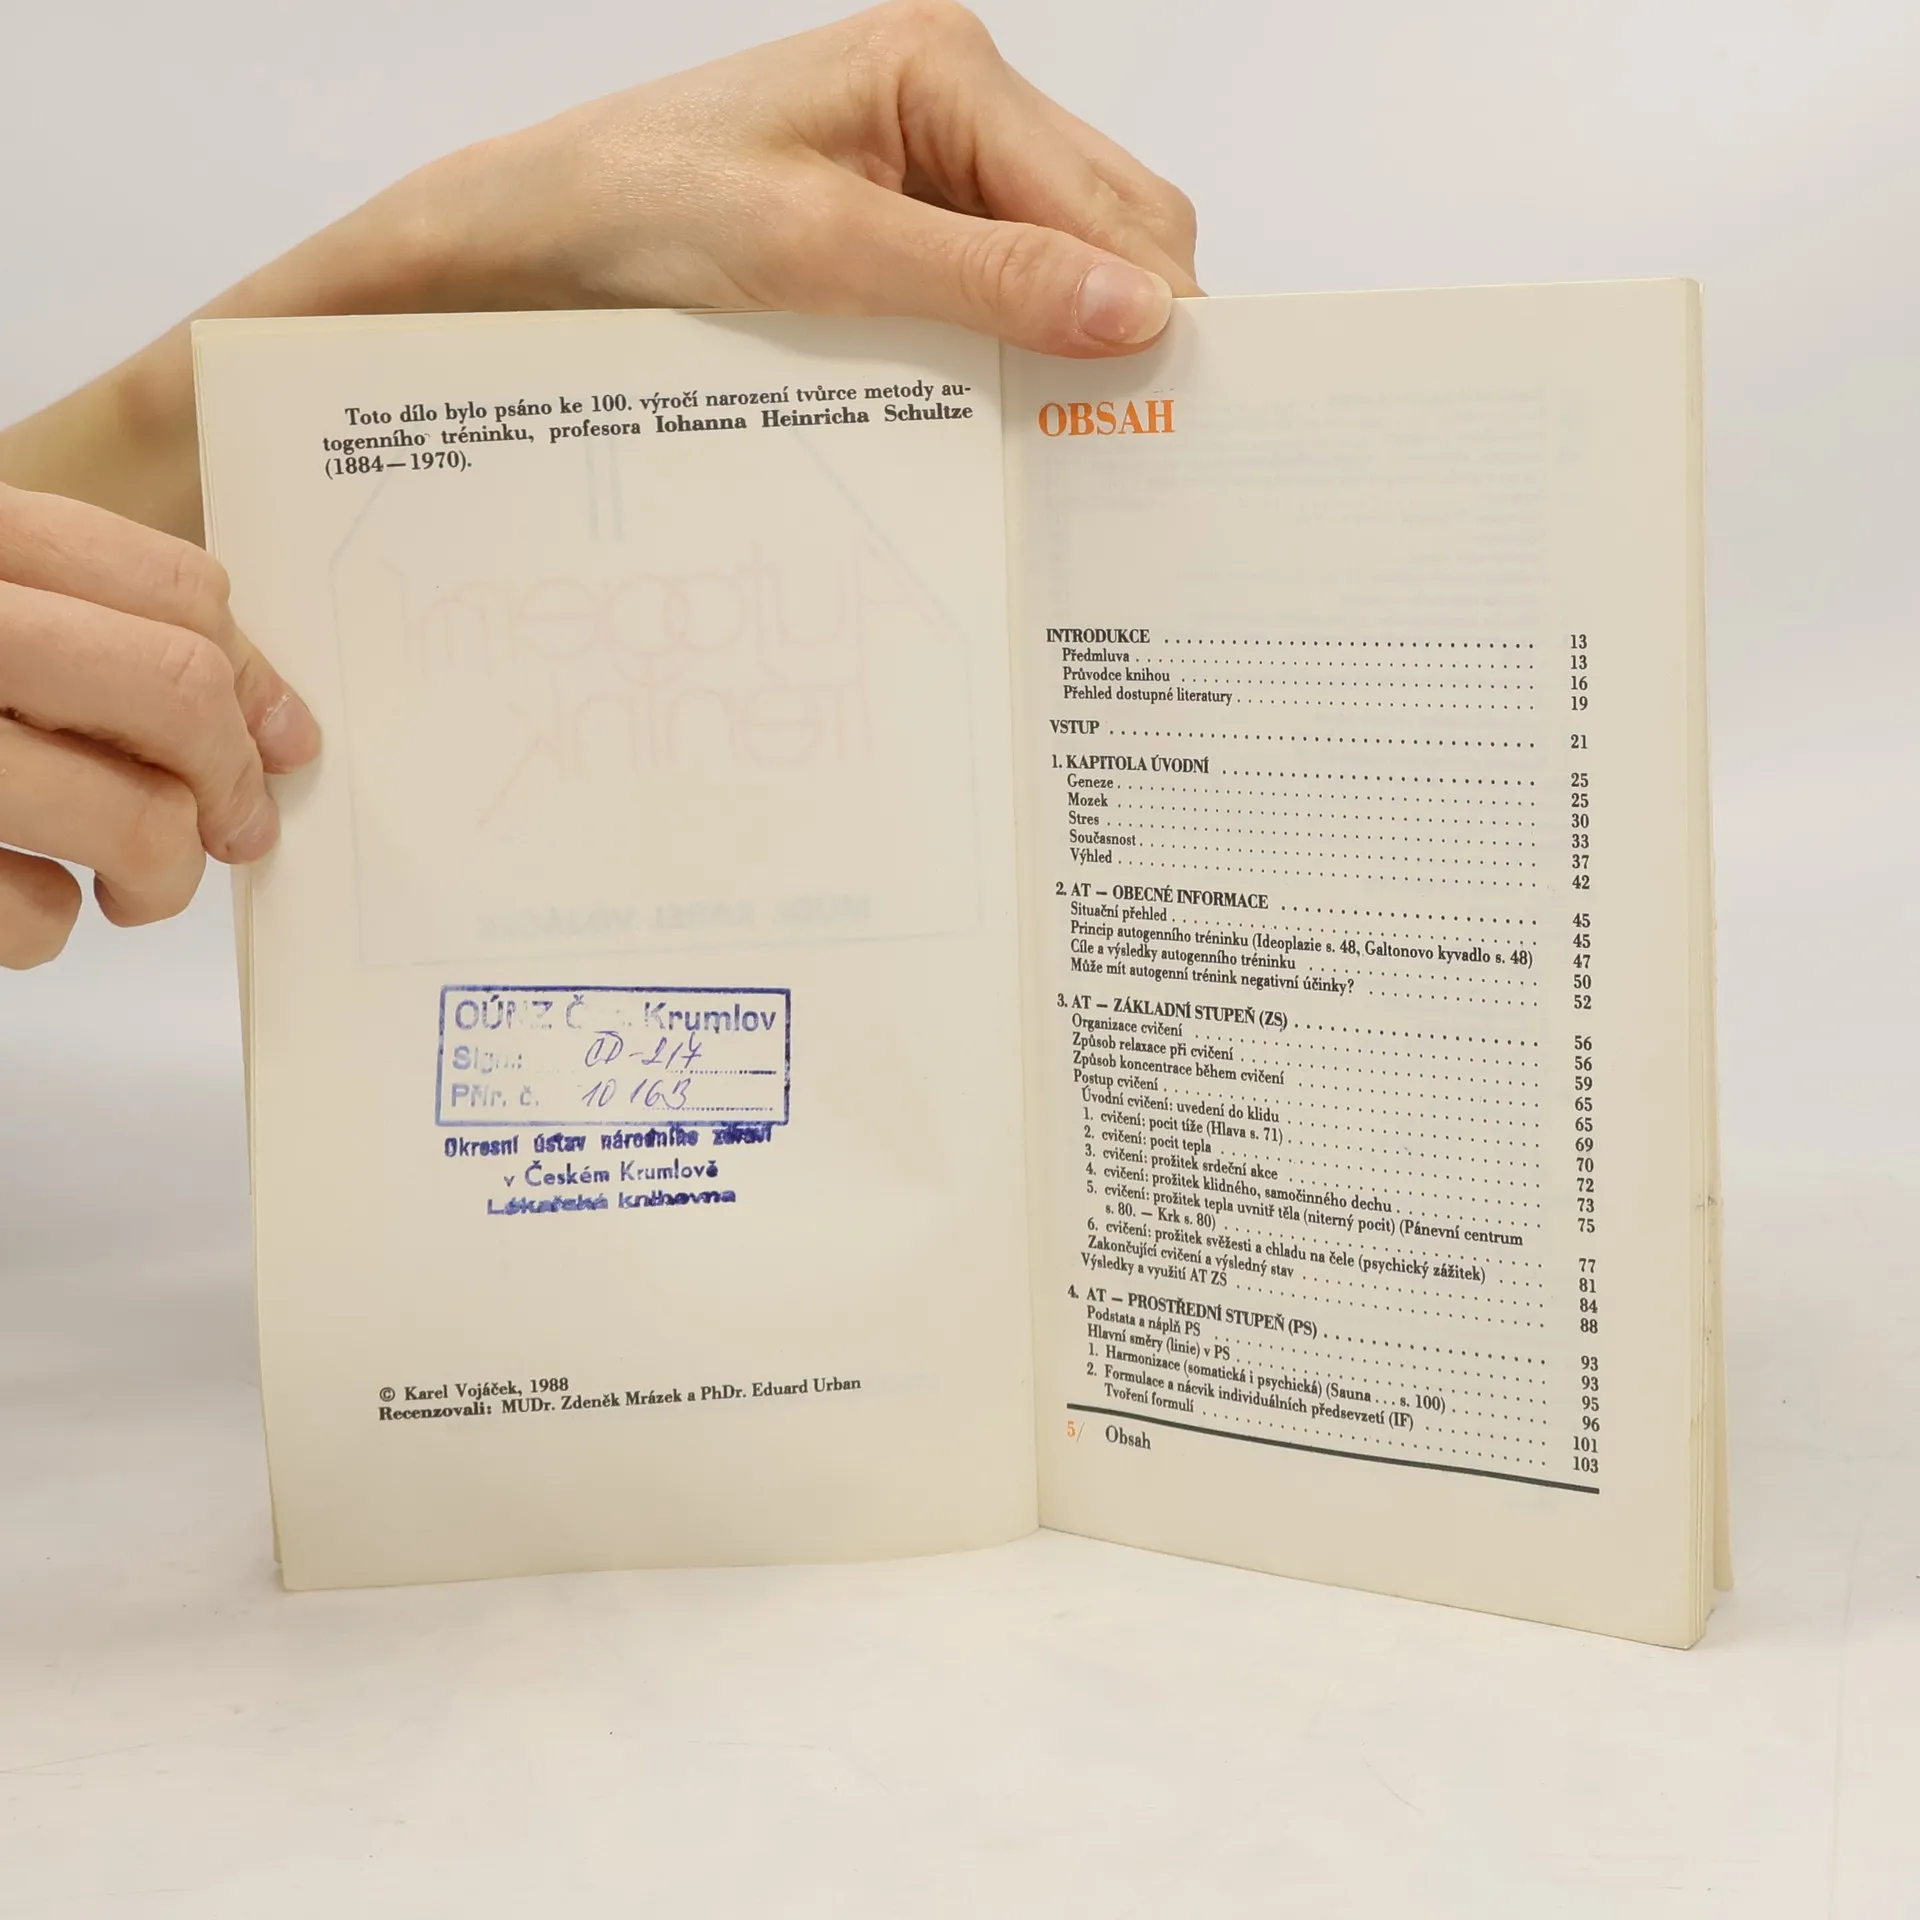 Toto dílo bylo psáno ke 100. výročí narození tvůrce metody au-
togenního tréninku, profesora Iohanna Heinricha Schultze
(1884—1970).
OÚNZ Krumlov
Sign.:
Přír. č. 10 163
Okresní ústav národního zdraví
v Českém Krumlově
Lékařská knihovna
© Karel Vojáček, 1988
Recenzovali: MUDr. Zdeněk Mrázek a PhDr. Eduard Urban
OBSAH
INTRODUKCE . . . 13
Předmluva . . . 13
Průvodce knihou . . . 16
Přehled dostupné literatury . . . 19
VSTUP . . . 21
1. KAPITOLA ÚVODNÍ . . . 25
Geneze . . . 25
Mozek . . . 30
Stres . . . 33
Současnost . . . 37
Výhled . . . 42
2. AT — OBECNÉ INFORMACE . . . 45
Situační přehled . . . 45
Princip autogenního tréninku (Ideoplazie s. 48, Galtonovo kyvadlo s. 48) 47
Cíle a výsledky autogenního tréninku . . . 50
Může mít autogenní trénink negativní účinky? . . . 52
3. AT — ZÁKLADNÍ STUPEŇ (ZS) . . . 56
Organizace cvičení . . . 56
Způsob relaxace při cvičení . . . 59
Způsob koncentrace během cvičení . . . 65
Postup cvičení . . . 65
Úvodní cvičení: uvedení do klidu . . . 69
1. cvičení: pocit tíže (Hlava s. 71) . . . 70
2. cvičení: pocit tepla . . . 72
3. cvičení: prožitek srdeční akce . . . 73
4. cvičení: prožitek klidného, samočinného dechu . . . 75
5. cvičení: prožitek tepla uvnitř těla (niterný pocit) (Pánevní centrum
s. 80. — Krk s. 80) . . . 77
6. cvičení: prožitek svěžesti a chladu na čele (psychický zážitek) . . . 81
Zakončující cvičení a výsledný stav . . . 84
Výsledky a využití AT ZS . . . 88
4. AT — PROSTŘEDNÍ STUPEŇ (PS) . . . 93
Podstata a náplň PS . . . 93
Hlavní směry (linie) v PS . . . 95
1. Harmonizace (somatická i psychická) (Sauna . . . s. 100) . . . 96
2. Formulace a nácvik individuálních předsevzetí (IF) . . . 101
Tvoření formulí . . . 103
5/ Obsah